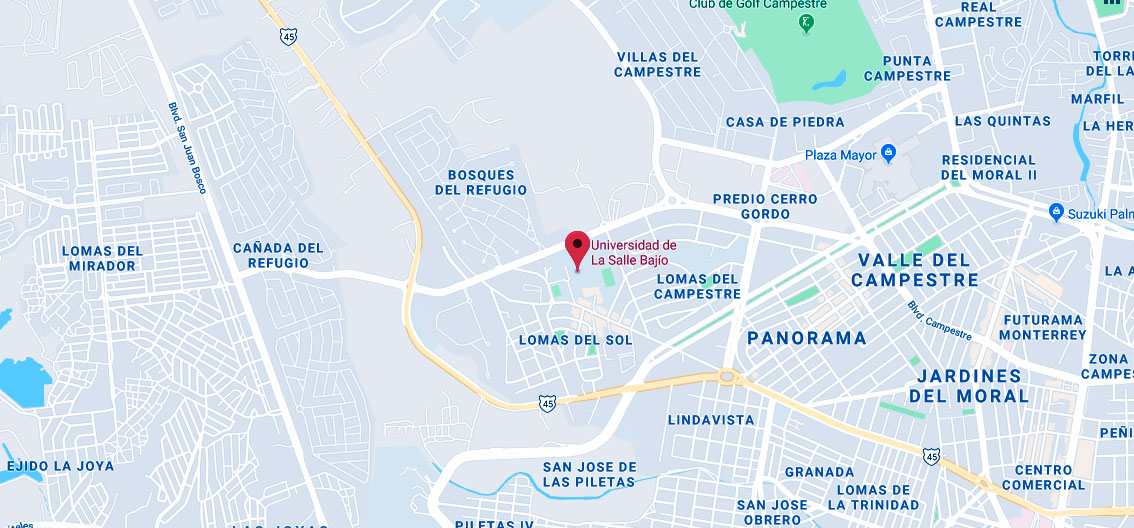 Club de Golf Campestre
REAL
CAMPESTRE
VILLAS DEL
CAMPESTRE
PUNTA
CAMPESTRE
TORRE
DEL LA
MARFIL
45
Blvd. San Juan Bosco
CASA DE PIEDRA
LAS QUINTAS
LA HER
Plaza Mayor
RESIDENCIAL
DEL MORAL II
BOSQUES
DEL REFUGIO
PREDIO CERRO
GORDO
Suzuki Palm
LOMAS DEL
MIRADOR
CAÑADA DEL
REFUGIO
Universidad de
La Salle Bajío
VALLE DEL
CAMPESTRE
LOMAS DEL
CAMPESTRE
LA A
Blvd. Campestre
FUTURAMA
MONTERREY
LOMAS DEL SOL
PANORAMA
ZONA
CAMPES
JARDINES
DEL MORAL
45
LINDAVISTA
PEÑI
45
EJIDO LA JOYA
SAN JOSE DE
LAS PILETAS
GRANADA
CENTRO
COMERCIAL
LOMAS DE
LA TRINIDAD
SAN JOSE
OBRERO
PILETAS IV
LAS JOYAS